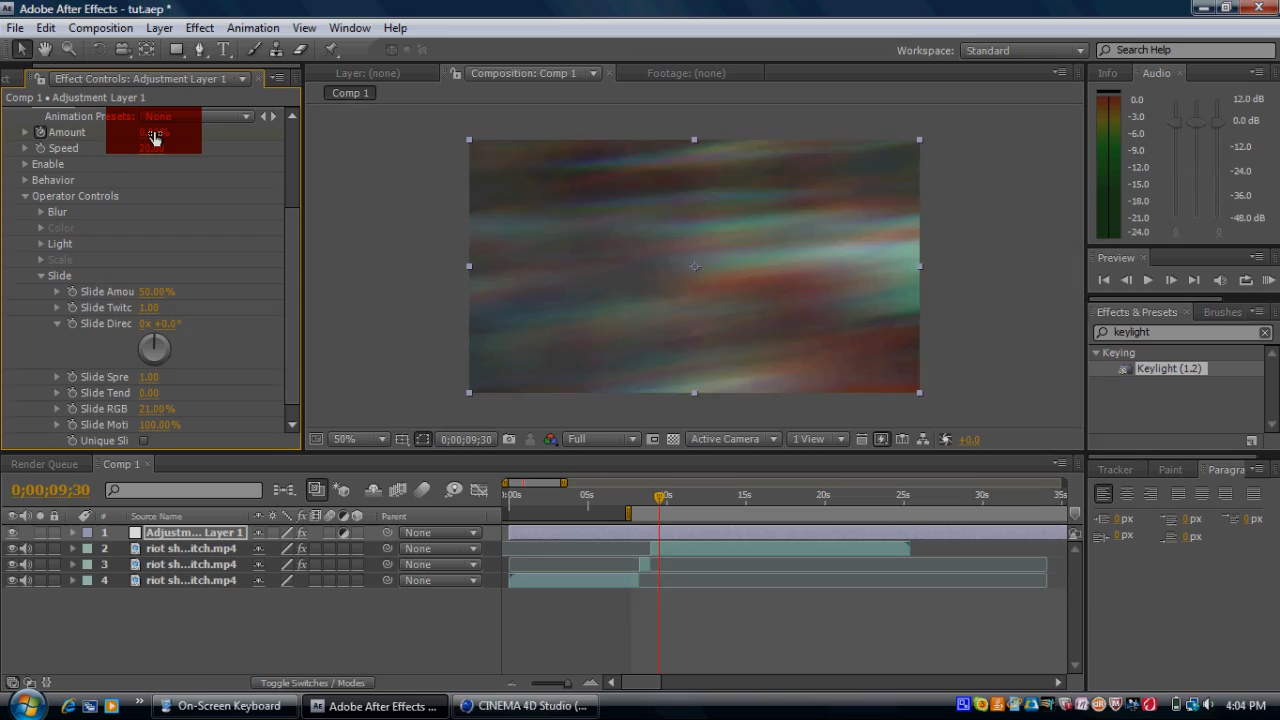 Adobe After Effects - tut.aep *
File Edit Composition Layer Effect Animation View Window Help
Workspace: Standard Search Help
Effect Controls: Adjustment Layer 1
Layer: (none) Composition: Comp 1 Footage: (none)
Info Audio
Comp 1 • Adjustment Layer 1
Comp 1
Animation Presets: None
Amount
Speed
Enable
Behavior
Operator Controls
Blur
Color
Light
Scale
Slide
Slide Amou 50.00%
Slide Twitc 1.00
Slide Direc 0x +0.0°
Slide Spre 1.00
Slide Tend 0.00
Slide RGB 21.00%
Slide Moti 100.00%
Unique Sli
0.0 12.0 dB
-3.0
-6.0 0.0 dB
-9.0
-12.0 -12.0
-15.0
-18.0 -24.0
-21.0 -36.0
-24.0 -48.0 dB
0 0
Preview
Effects & Presets Brushes
keylight
Keying
Keylight (1.2)
50% 0;00;09;30 Full Active Camera 1 View +0.0
Render Queue Comp 1
0;00;09;30
# Source Name Parent
1 Adjustm... Layer 1 None
2 riot sh...itch.mp4 None
3 riot sh...itch.mp4 None
4 riot sh...itch.mp4 None
05s 15s 20s 25s 30s 35s
Toggle Switches / Modes
Tracker Paint Paragra
0 px 0 px 0 px
0 px 0 px
On-Screen Keyboard Adobe After Effects ... CINEMA 4D Studio (... 4:04 PM